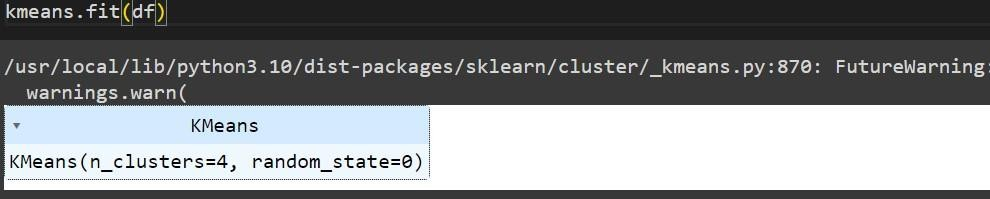 kmeans.fit(df)
/usr/local/lib/python3.10/dist-packages/sklearn/cluster/_kmeans.py:870: FutureWarning:
warnings.warn(
KMeans
KMeans(n_clusters=4, random_state=0)